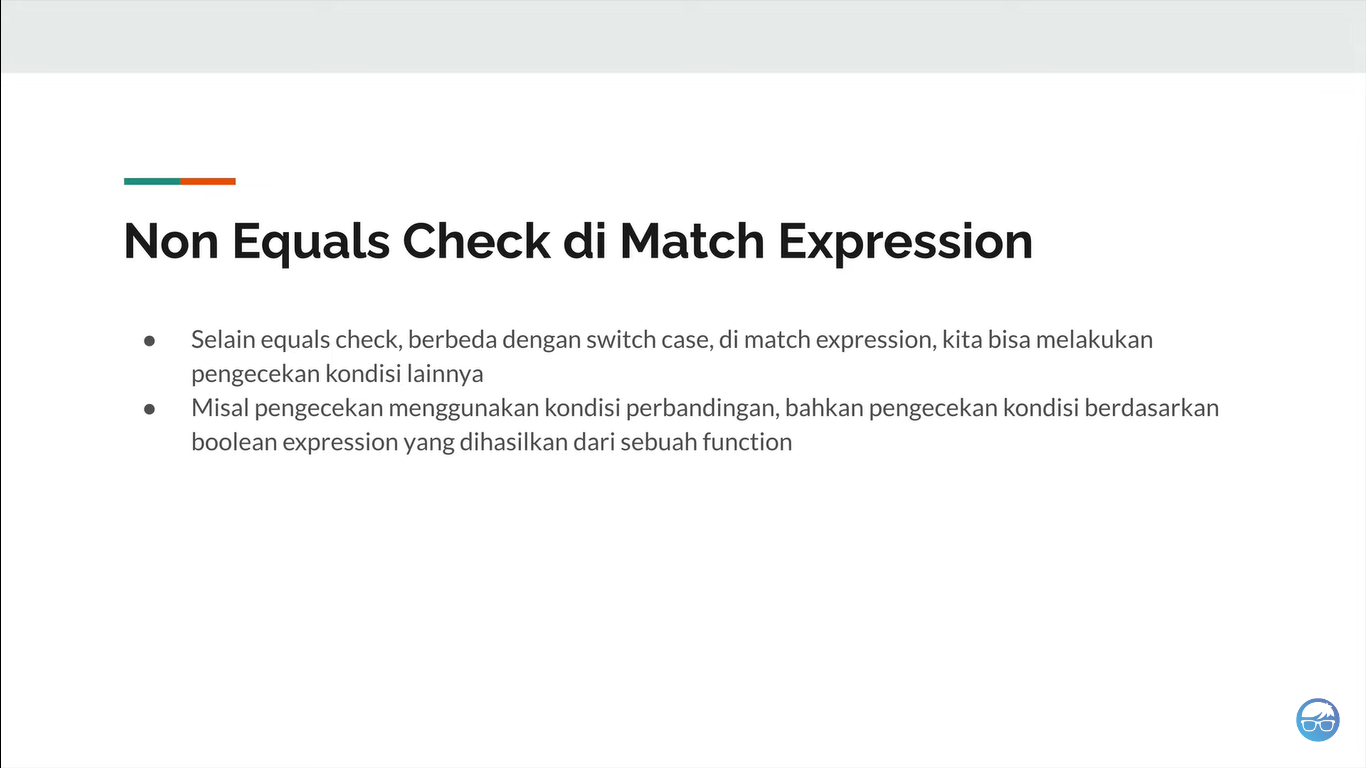 Non Equals Check di Match Expression
● Selain equals check, berbeda dengan switch case, di match expression, kita bisa melakukan
pengecekan kondisi lainnya
● Misal pengecekan menggunakan kondisi perbandingan, bahkan pengecekan kondisi berdasarkan
boolean expression yang dihasilkan dari sebuah function